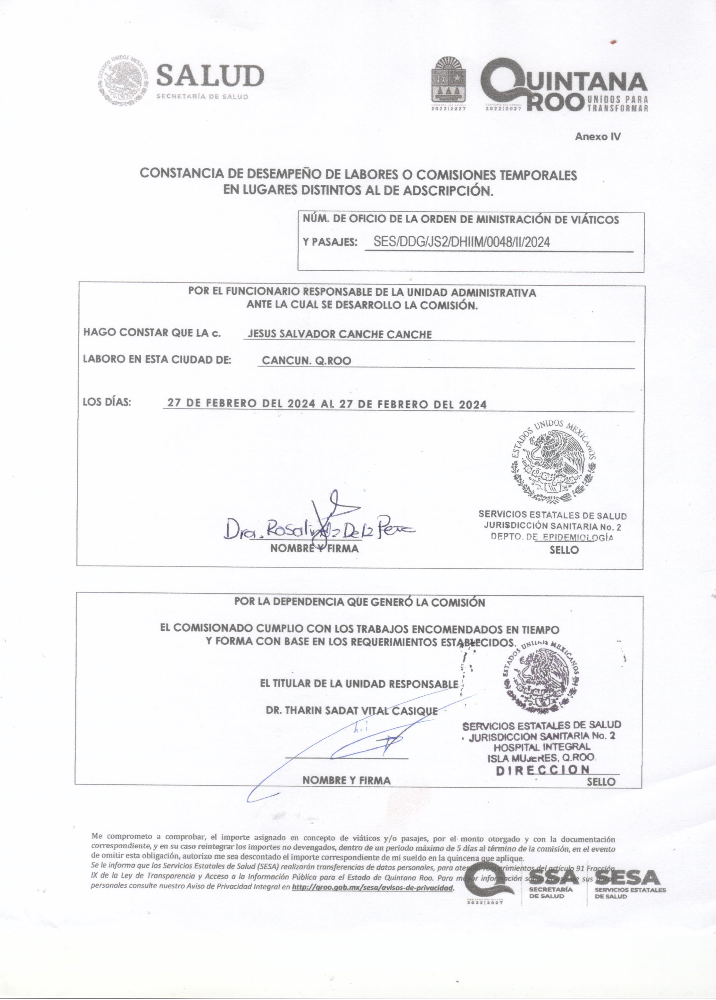 ESTADOS UNIDOS MEXICANOS
SALUD
SECRETARÍA DE SALUD
2022|2027
2022|2027
QUINTANA
ROO
UNIDOS PARA
TRANSFORMAR
Anexo IV
CONSTANCIA DE DESEMPEÑO DE LABORES O COMISIONES TEMPORALES
EN LUGARES DISTINTOS AL DE ADSCRIPCIÓN.
NÚM. DE OFICIO DE LA ORDEN DE MINISTRACIÓN DE VIÁTICOS
Y PASAJES: SES/DDG/JS2/DHIIM/0048/II/2024
POR EL FUNCIONARIO RESPONSABLE DE LA UNIDAD ADMINISTRATIVA
ANTE LA CUAL SE DESARROLLO LA COMISIÓN.
HAGO CONSTAR QUE LA c. JESUS SALVADOR CANCHE CANCHE
LABORO EN ESTA CIUDAD DE: CANCUN. Q.ROO
LOS DÍAS: 27 DE FEBRERO DEL 2024 AL 27 DE FEBRERO DEL 2024
ESTADOS UNIDOS MEXICANOS
SERVICIOS ESTATALES DE SALUD
JURISDICCIÓN SANITARIA No. 2
DEPTO. DE EPIDEMIOLOGÍA
Dra. Rosalinda De la
NOMBRE Y FIRMA
SELLO
POR LA DEPENDENCIA QUE GENERÓ LA COMISIÓN
EL COMISIONADO CUMPLIO CON LOS TRABAJOS ENCOMENDADOS EN TIEMPO
Y FORMA CON BASE EN LOS REQUERIMIENTOS ESTABLECIDOS.
ESTADOS UNIDOS MEXICANOS
EL TITULAR DE LA UNIDAD RESPONSABLE
DR. THARIN SADAT VITAL CASIQUE
SERVICIOS ESTATALES DE SALUD
JURISDICCION SANITARIA No. 2
HOSPITAL INTEGRAL
ISLA MUJERES, Q.ROO.
DIRECCION
NOMBRE Y FIRMA
SELLO
Me comprometo a comprobar, el importe asignado en concepto de viáticos y/o pasajes, por el monto otorgado y con la documentación
correspondiente, y en su caso reintegrar los importes no devengados, dentro de un periodo máximo de 5 días al término de la comisión, en el evento
de omitir esta obligación, autorizo me sea descontado el importe correspondiente de mi sueldo en la quincena que aplique.
Se le informa que los Servicios Estatales de Salud (SESA) realizarán transferencias de datos personales, para atender requerimientos del artículo 91 Fracción
IX de la Ley de Transparencia y Acceso a la Información Pública para el Estado de Quintana Roo. Para mayor información sobre el uso de sus datos
personales consulte nuestro Aviso de Privacidad Integral en http://qroo.gob.mx/sesa/avisos-de-privacidad.
2022|2027
SSA
SECRETARÍA
DE SALUD
SESA
SERVICIOS ESTATALES
DE SALUD